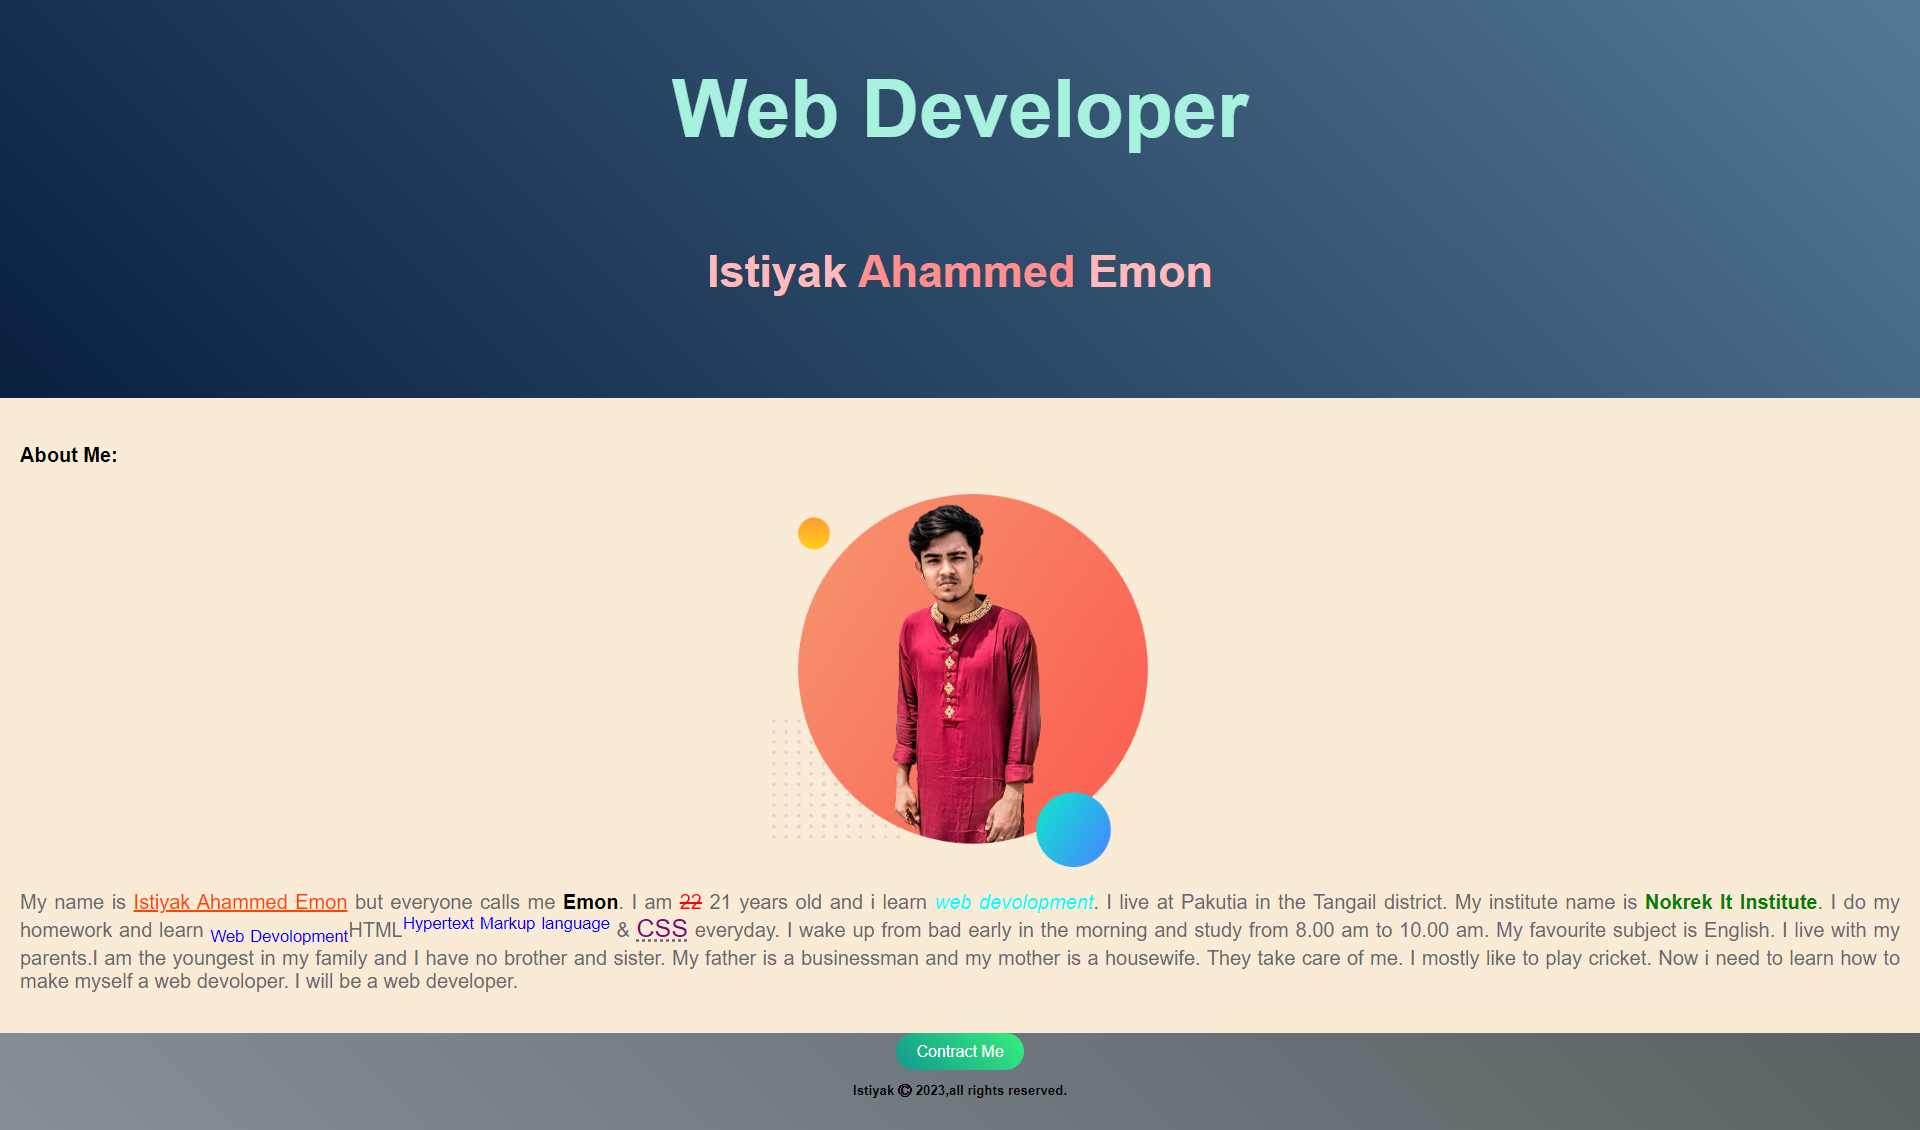 Web Developer
Istiyak Ahammed Emon
About Me:
My name is Istiyak Ahammed Emon but everyone calls me Emon. I am 22 21 years old and i learn web devolopment. I live at Pakutia in the Tangail district. My institute name is Nokrek It Institute. I do my
homework and learn Web DevolopmentHTMLHypertext Markup language & CSS everyday. I wake up from bad early in the morning and study from 8.00 am to 10.00 am. My favourite subject is English. I live with my
parents.I am the youngest in my family and I have no brother and sister. My father is a businessman and my mother is a housewife. They take care of me. I mostly like to play cricket. Now i need to learn how to
make myself a web devoloper. I will be a web developer.
Contract Me
Istiyak © 2023,all rights reserved.